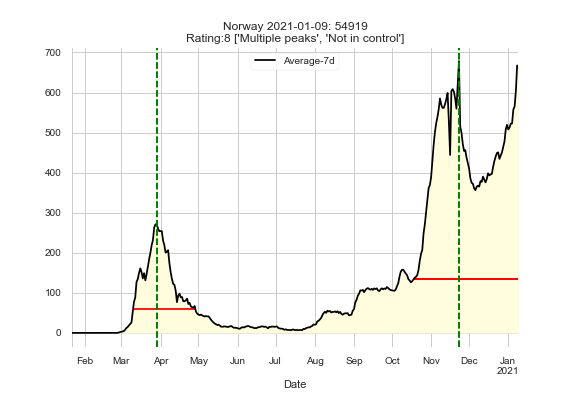 Norway 2021-01-09: 54919
Rating:8 ['Multiple peaks', 'Not in control']
Average-7d
700
600
500
400
300
200
100
0
Feb Mar Apr May Jun Jul Aug Sep Oct Nov Dec Jan
2021
Date